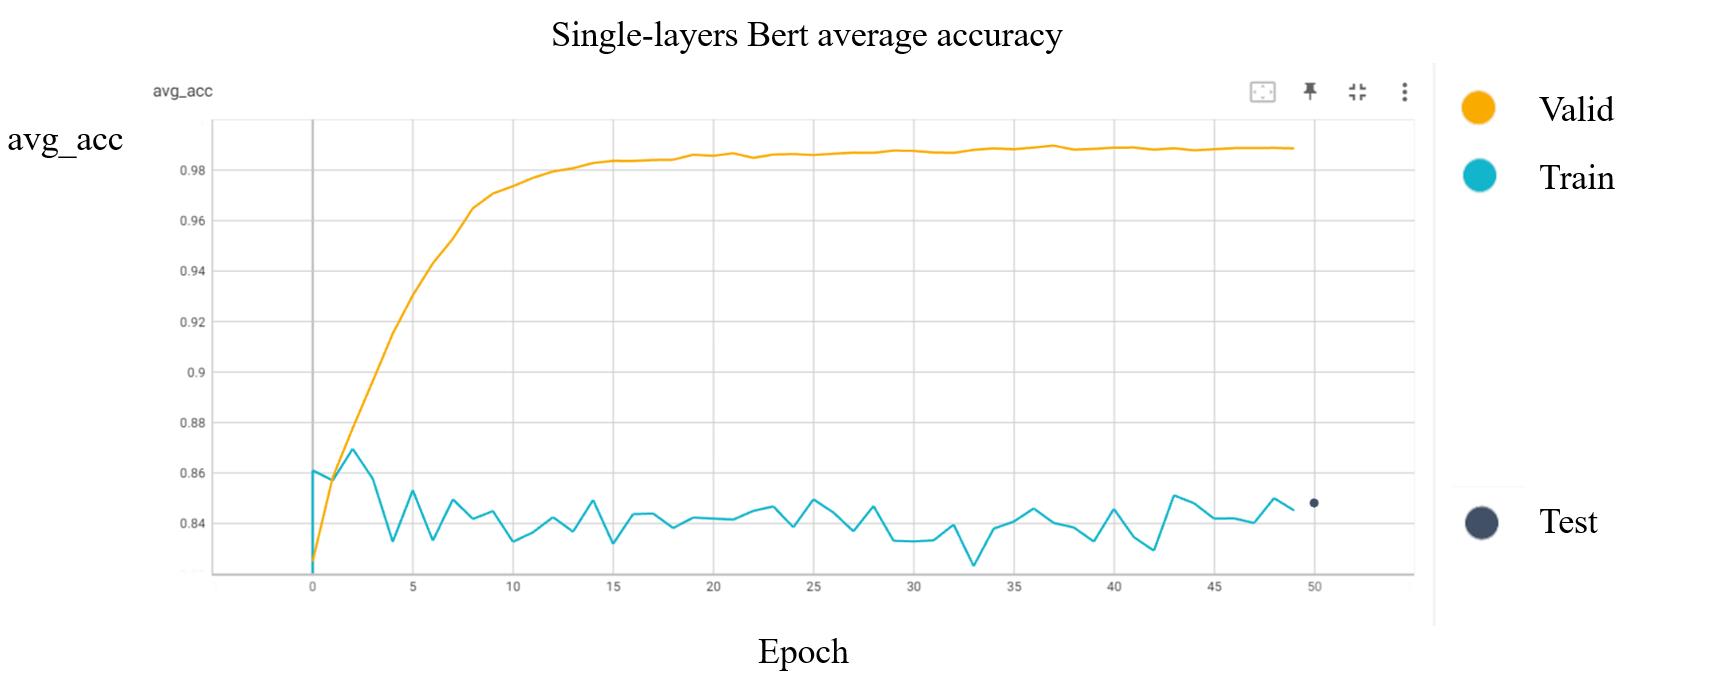 Single-layers Bert average accuracy
avg_acc
avg_acc
0.98
0.96
0.94
0.92
0.9
0.88
0.86
0.84
0 5 10 15 20 25 30 35 40 45 50
Epoch
Valid
Train
Test